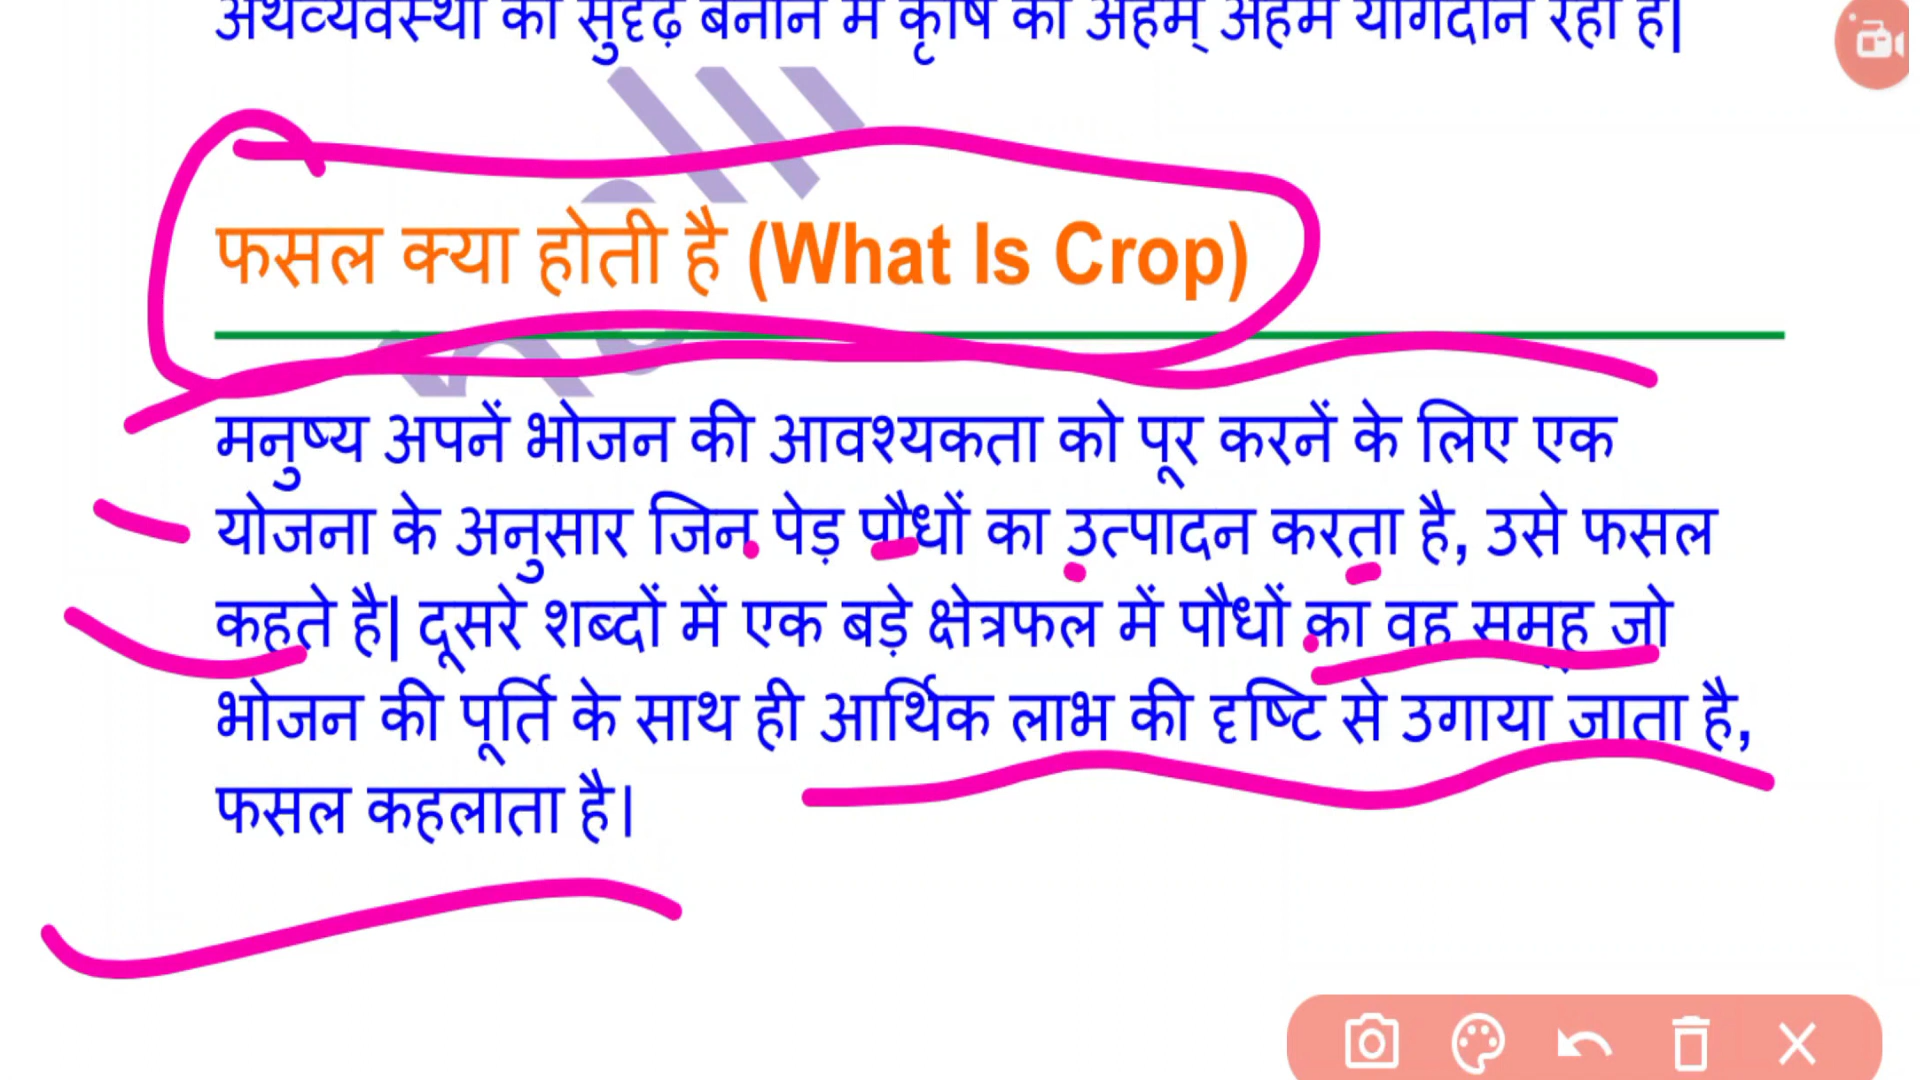 अर्थव्यवस्था को सुदृढ़ बनाने में कृषि का अहम् अहम योगदान रहा है|
फसल क्या होती है (What Is Crop)
मनुष्य अपनें भोजन की आवश्यकता को पूर करनें के लिए एक
योजना के अनुसार जिन पेड़ पौधों का उत्पादन करता है, उसे फसल
कहते है| दूसरे शब्दों में एक बड़े क्षेत्रफल में पौधों का वह समूह जो
भोजन की पूर्ति के साथ ही आर्थिक लाभ की दृष्टि से उगाया जाता है,
फसल कहलाता है।